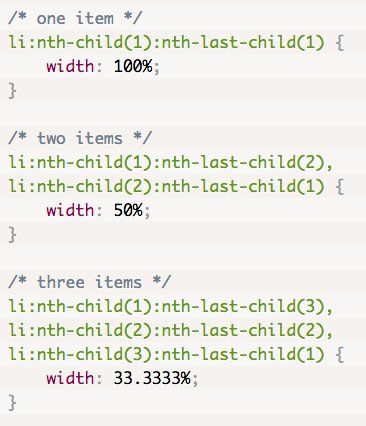 /* one item */
li:nth-child(1):nth-last-child(1) {
    width: 100%;
}

/* two items */
li:nth-child(1):nth-last-child(2),
li:nth-child(2):nth-last-child(1) {
    width: 50%;
}

/* three items */
li:nth-child(1):nth-last-child(3),
li:nth-child(2):nth-last-child(2),
li:nth-child(3):nth-last-child(1) {
    width: 33.3333%;
}